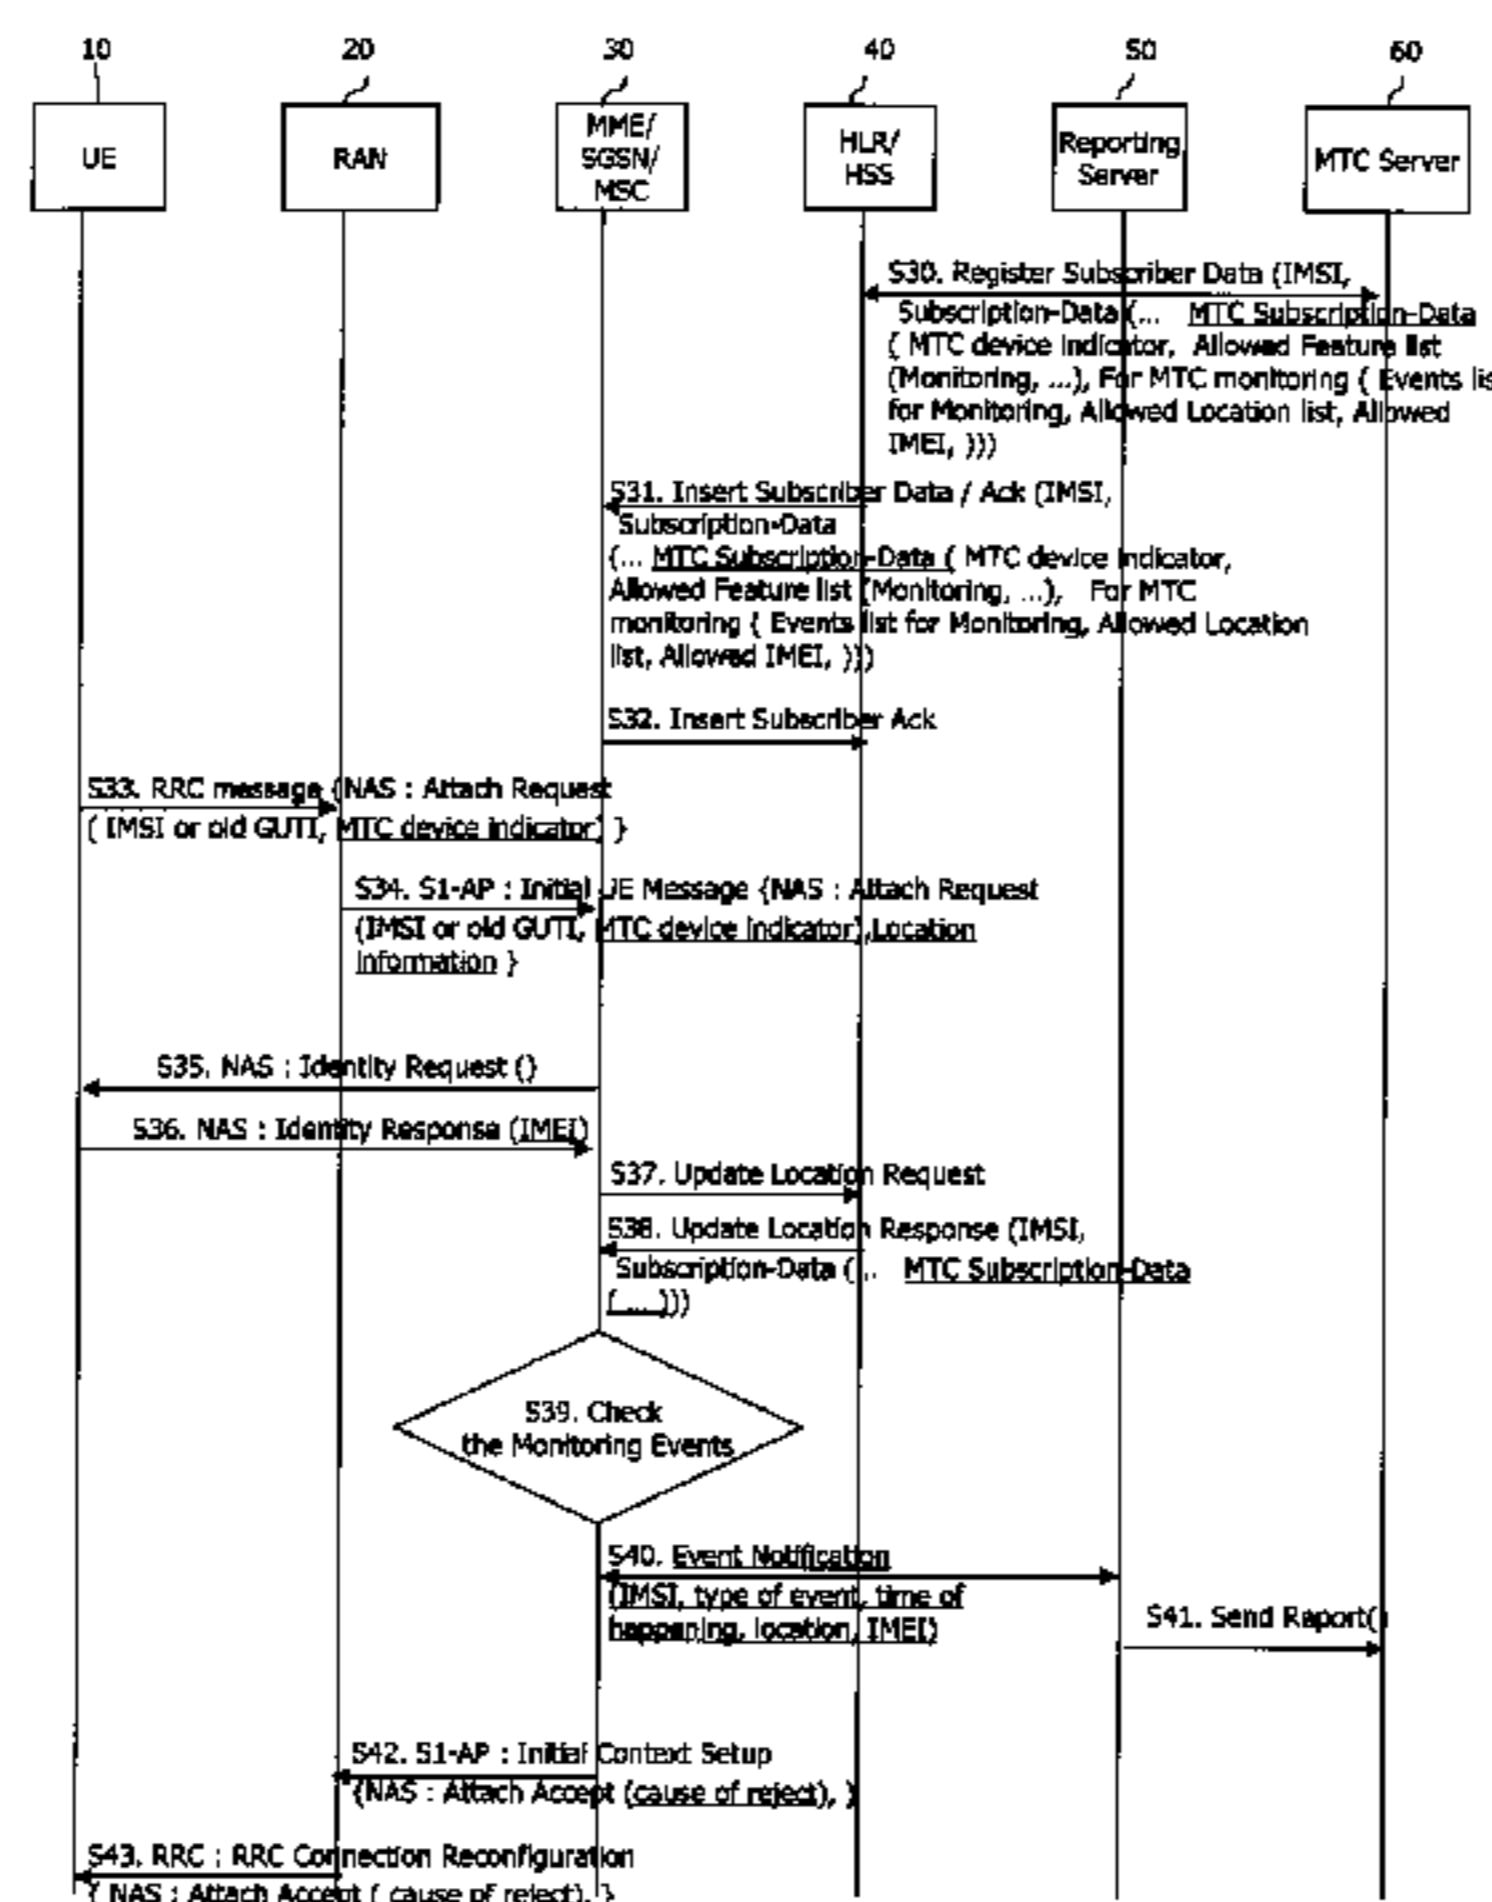 10
20
30
40
50
60
UE
RAN
MME/
SGSN/
MSC
HLR/
HSS
Reporting
Server
MTC Server
S30. Register Subscriber Data (IMSI,
Subscription-Data (... MTC Subscription-Data
( MTC device indicator, Allowed Feature list
(Monitoring, ...), For MTC monitoring ( Events lis
for Monitoring, Allowed Location list, Allowed
IMEI, )))
S31. Insert Subscriber Data / Ack (IMSI,
Subscription-Data
(... MTC Subscription-Data ( MTC device indicator,
Allowed Feature list (Monitoring, ...), For MTC
monitoring ( Events list for Monitoring, Allowed Location
list, Allowed IMEI, )))
S32. Insert Subscriber Ack
S33. RRC message {NAS : Attach Request
( IMSI or old GUTI, MTC device indicator) }
S34. S1-AP : Initial UE Message {NAS : Attach Request
(IMSI or old GUTI, MTC device indicator),Location
information }
S35. NAS : Identity Request ()
S36. NAS : Identity Response (IMEI)
S37. Update Location Request
S38. Update Location Response (IMSI,
Subscription-Data (... MTC Subscription-Data
( ... )))
S39. Check
the Monitoring Events
S40. Event Notification
(IMSI, type of event, time of
happening, location, IMEI)
S41. Send Report()
S42. S1-AP : Initial Context Setup
{NAS : Attach Accept (cause of reject), }
S43. RRC : RRC Connection Reconfiguration
{ NAS : Attach Accept ( cause of reject), }